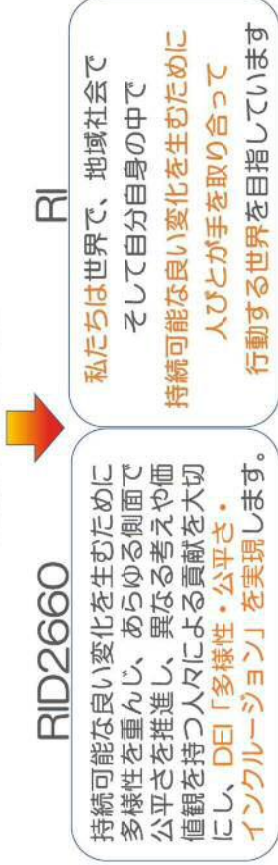 RID2660
持続可能な良い変化を生むために
多様性を重んじ、あらゆる側面で
公平さを推進し、異なる考えや価
値観を持つ人々による貢献を大切
にし、DEI「多様性・公平さ・
インクルージョン」を実現します。
RI
私たちは世界で、地域社会で
そして自分自身の中で
持続可能な良い変化を生むために
人びとが手を取り合って
行動する世界を目指しています